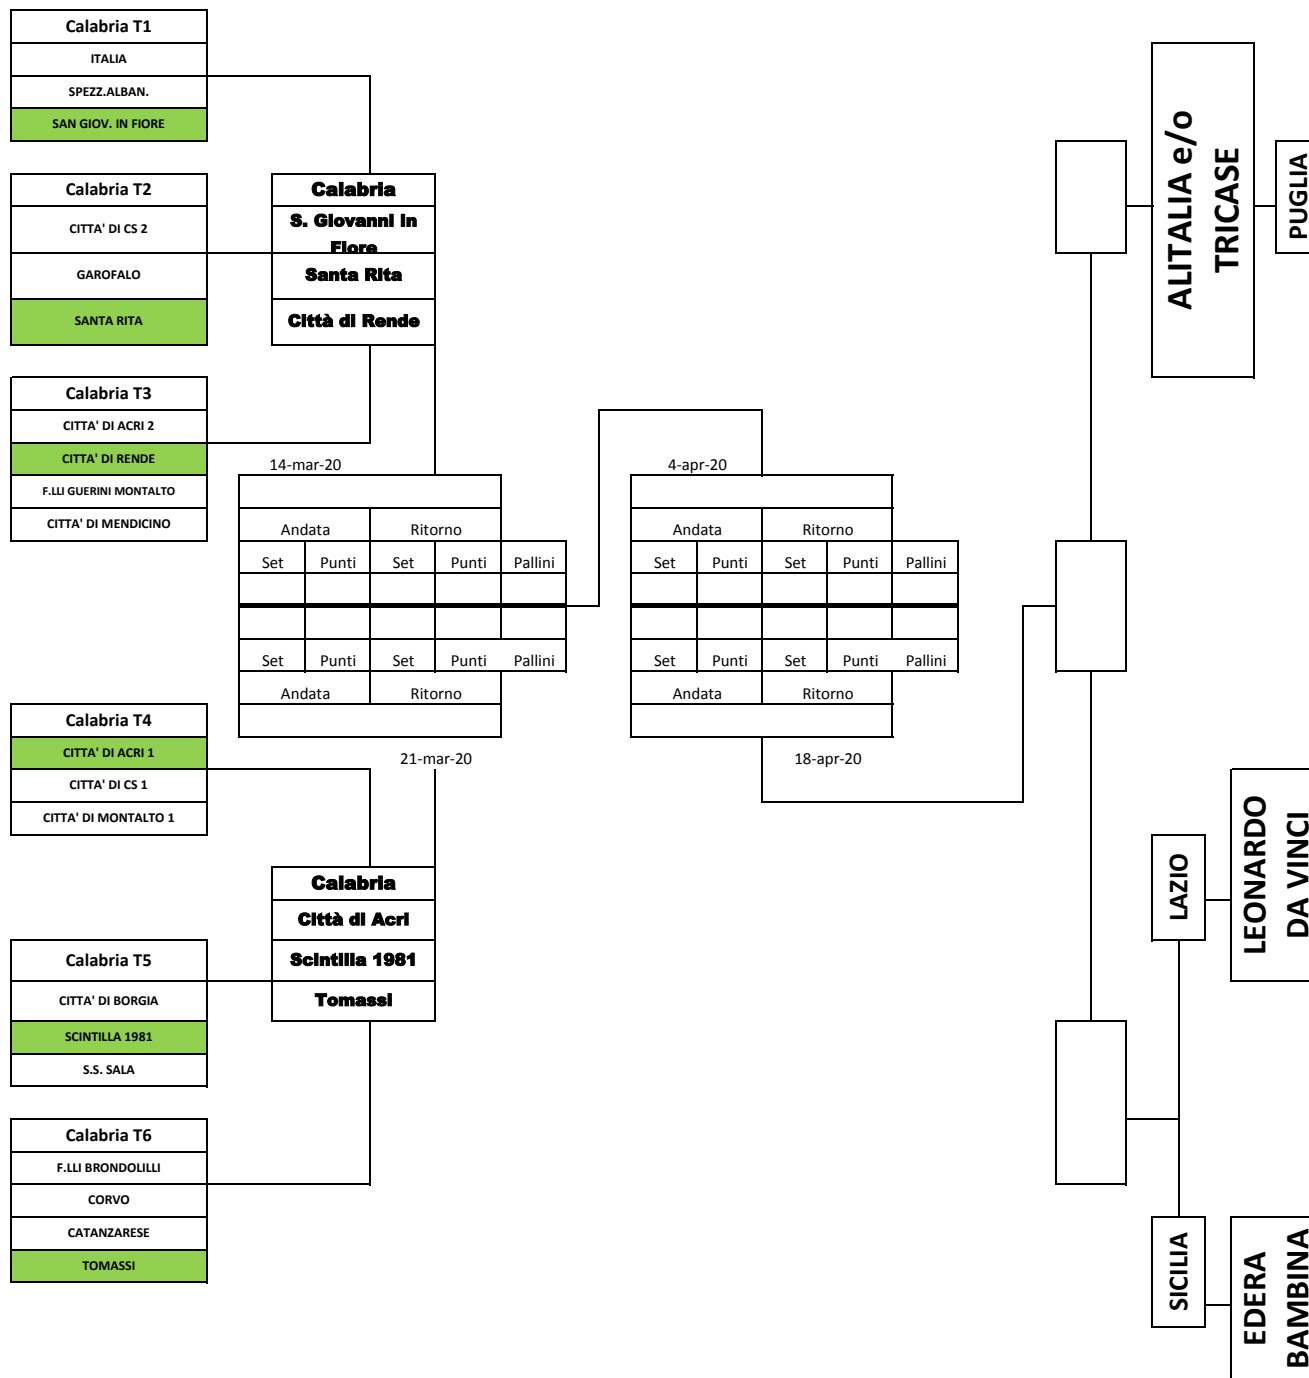 Calabria T1
ITALIA
SPEZZ.ALBAN.
SAN GIOV. IN FIORE
Calabria T2
CITTA' DI CS 2
GAROFALO
SANTA RITA
Calabria T3
CITTA' DI ACRI 2
CITTA' DI RENDE
F.LLI GUERINI MONTALTO
CITTA' DI MENDICINO
Calabria
S. Giovanni in
Fiore
Santa Rita
Città di Rende
14-mar-20
Andata Ritorno
Set Punti Set Punti Pallini
Set Punti Set Punti Pallini
Andata Ritorno
21-mar-20
4-apr-20
Andata Ritorno
Set Punti Set Punti Pallini
Set Punti Set Punti Pallini
Andata Ritorno
18-apr-20
Calabria T4
CITTA' DI ACRI 1
CITTA' DI CS 1
CITTA' DI MONTALTO 1
Calabria
Città di Acri
Scintilla 1981
Tomassi
Calabria T5
CITTA' DI BORGIA
SCINTILLA 1981
S.S. SALA
Calabria T6
F.LLI BRONDOLILLI
CORVO
CATANZARESE
TOMASSI
ALITALIA e/o
TRICASE
PUGLIA
LAZIO
LEONARDO
DA VINCI
SICILIA
EDERA
BAMBINA